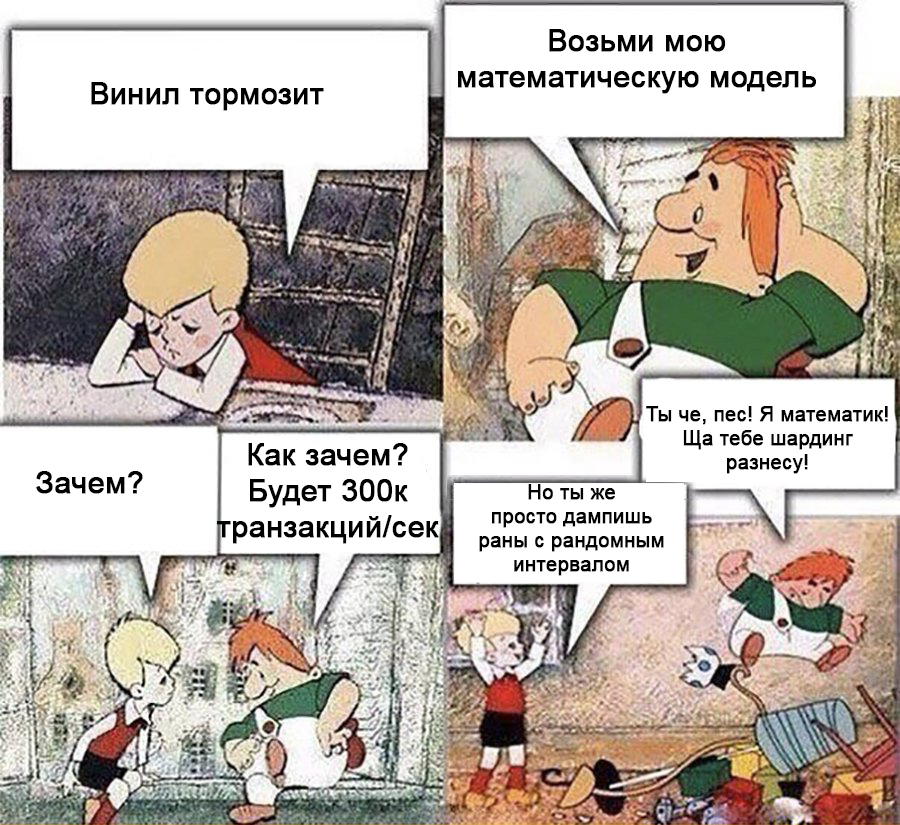 Винил тормозит
Возьми мою
математическую модель
Зачем?
Как зачем?
Будет 300к
транзакций/сек
Но ты же
просто дампишь
раны с рандомным
интервалом
Ты че, пес! Я математик!
Ща тебе шардинг
разнесу!